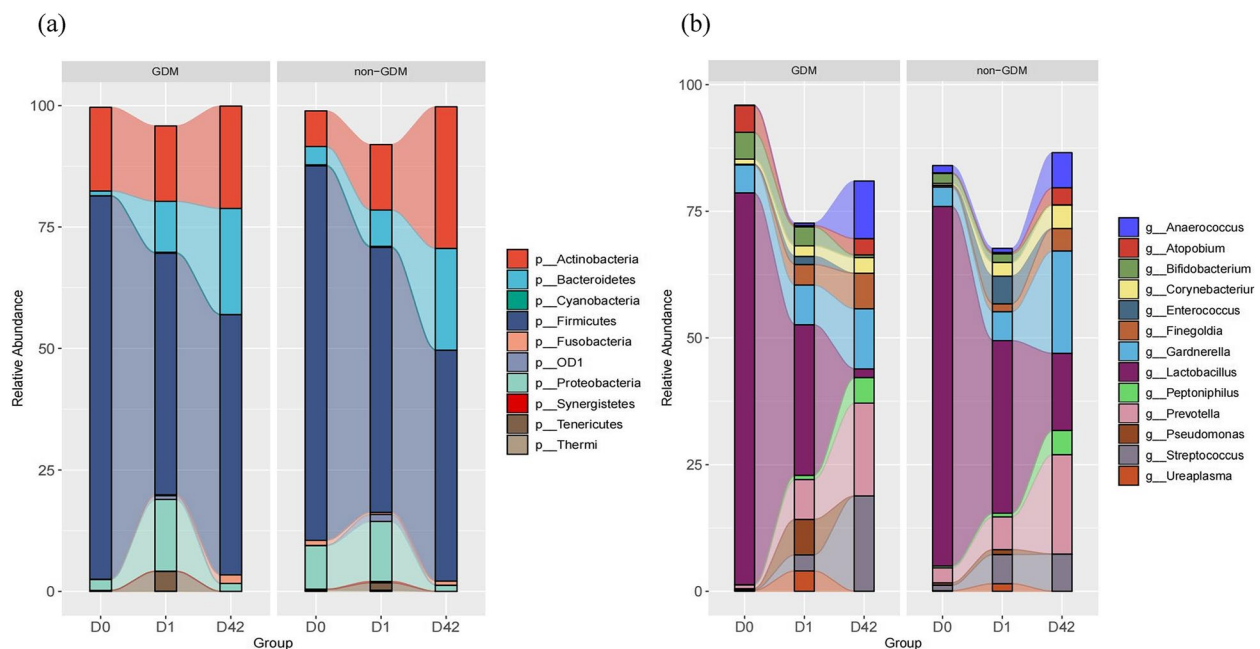 (a)
GDM
non-GDM
100
75
50
25
0
Relative Abundance
D0
D1
D42
D0
D1
D42
Group
p__Actinobacteria
p__Bacteroidetes
p__Cyanobacteria
p__Firmicutes
p__Fusobacteria
p__OD1
p__Proteobacteria
p__Synergistetes
p__Tenericutes
p__Thermi
(b)
GDM
non-GDM
100
75
50
25
0
Relative Abundance
D0
D1
D42
D0
D1
D42
Group
g__Anaerococcus
g__Atopobium
g__Bifidobacterium
g__Corynebacteriur
g__Enterococcus
g__Finegoldia
g__Gardnerella
g__Lactobacillus
g__Peptoniphilus
g__Prevotella
g__Pseudomonas
g__Streptococcus
g__Ureaplasma